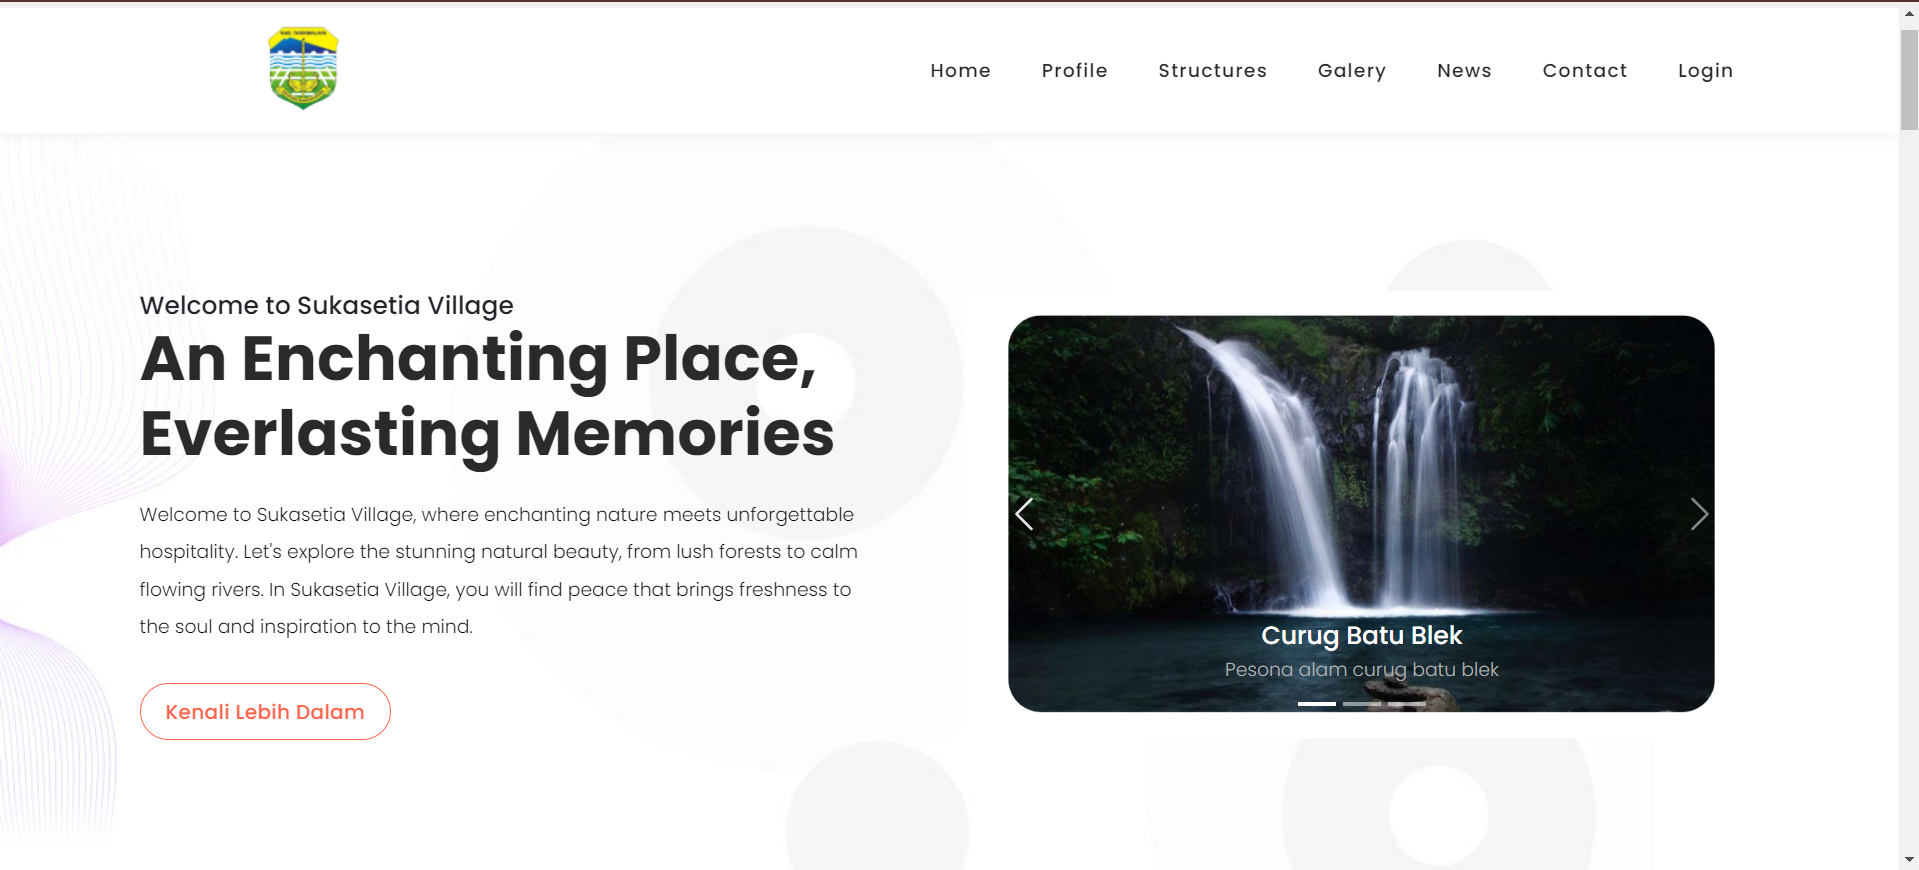 KAB. TASIKMALAYA
Home Profile Structures Galery News Contact Login
Welcome to Sukasetia Village
An Enchanting Place,
Everlasting Memories
Welcome to Sukasetia Village, where enchanting nature meets unforgettable
hospitality. Let's explore the stunning natural beauty, from lush forests to calm
flowing rivers. In Sukasetia Village, you will find peace that brings freshness to
the soul and inspiration to the mind.
Kenali Lebih Dalam
Curug Batu Blek
Pesona alam curug batu blek